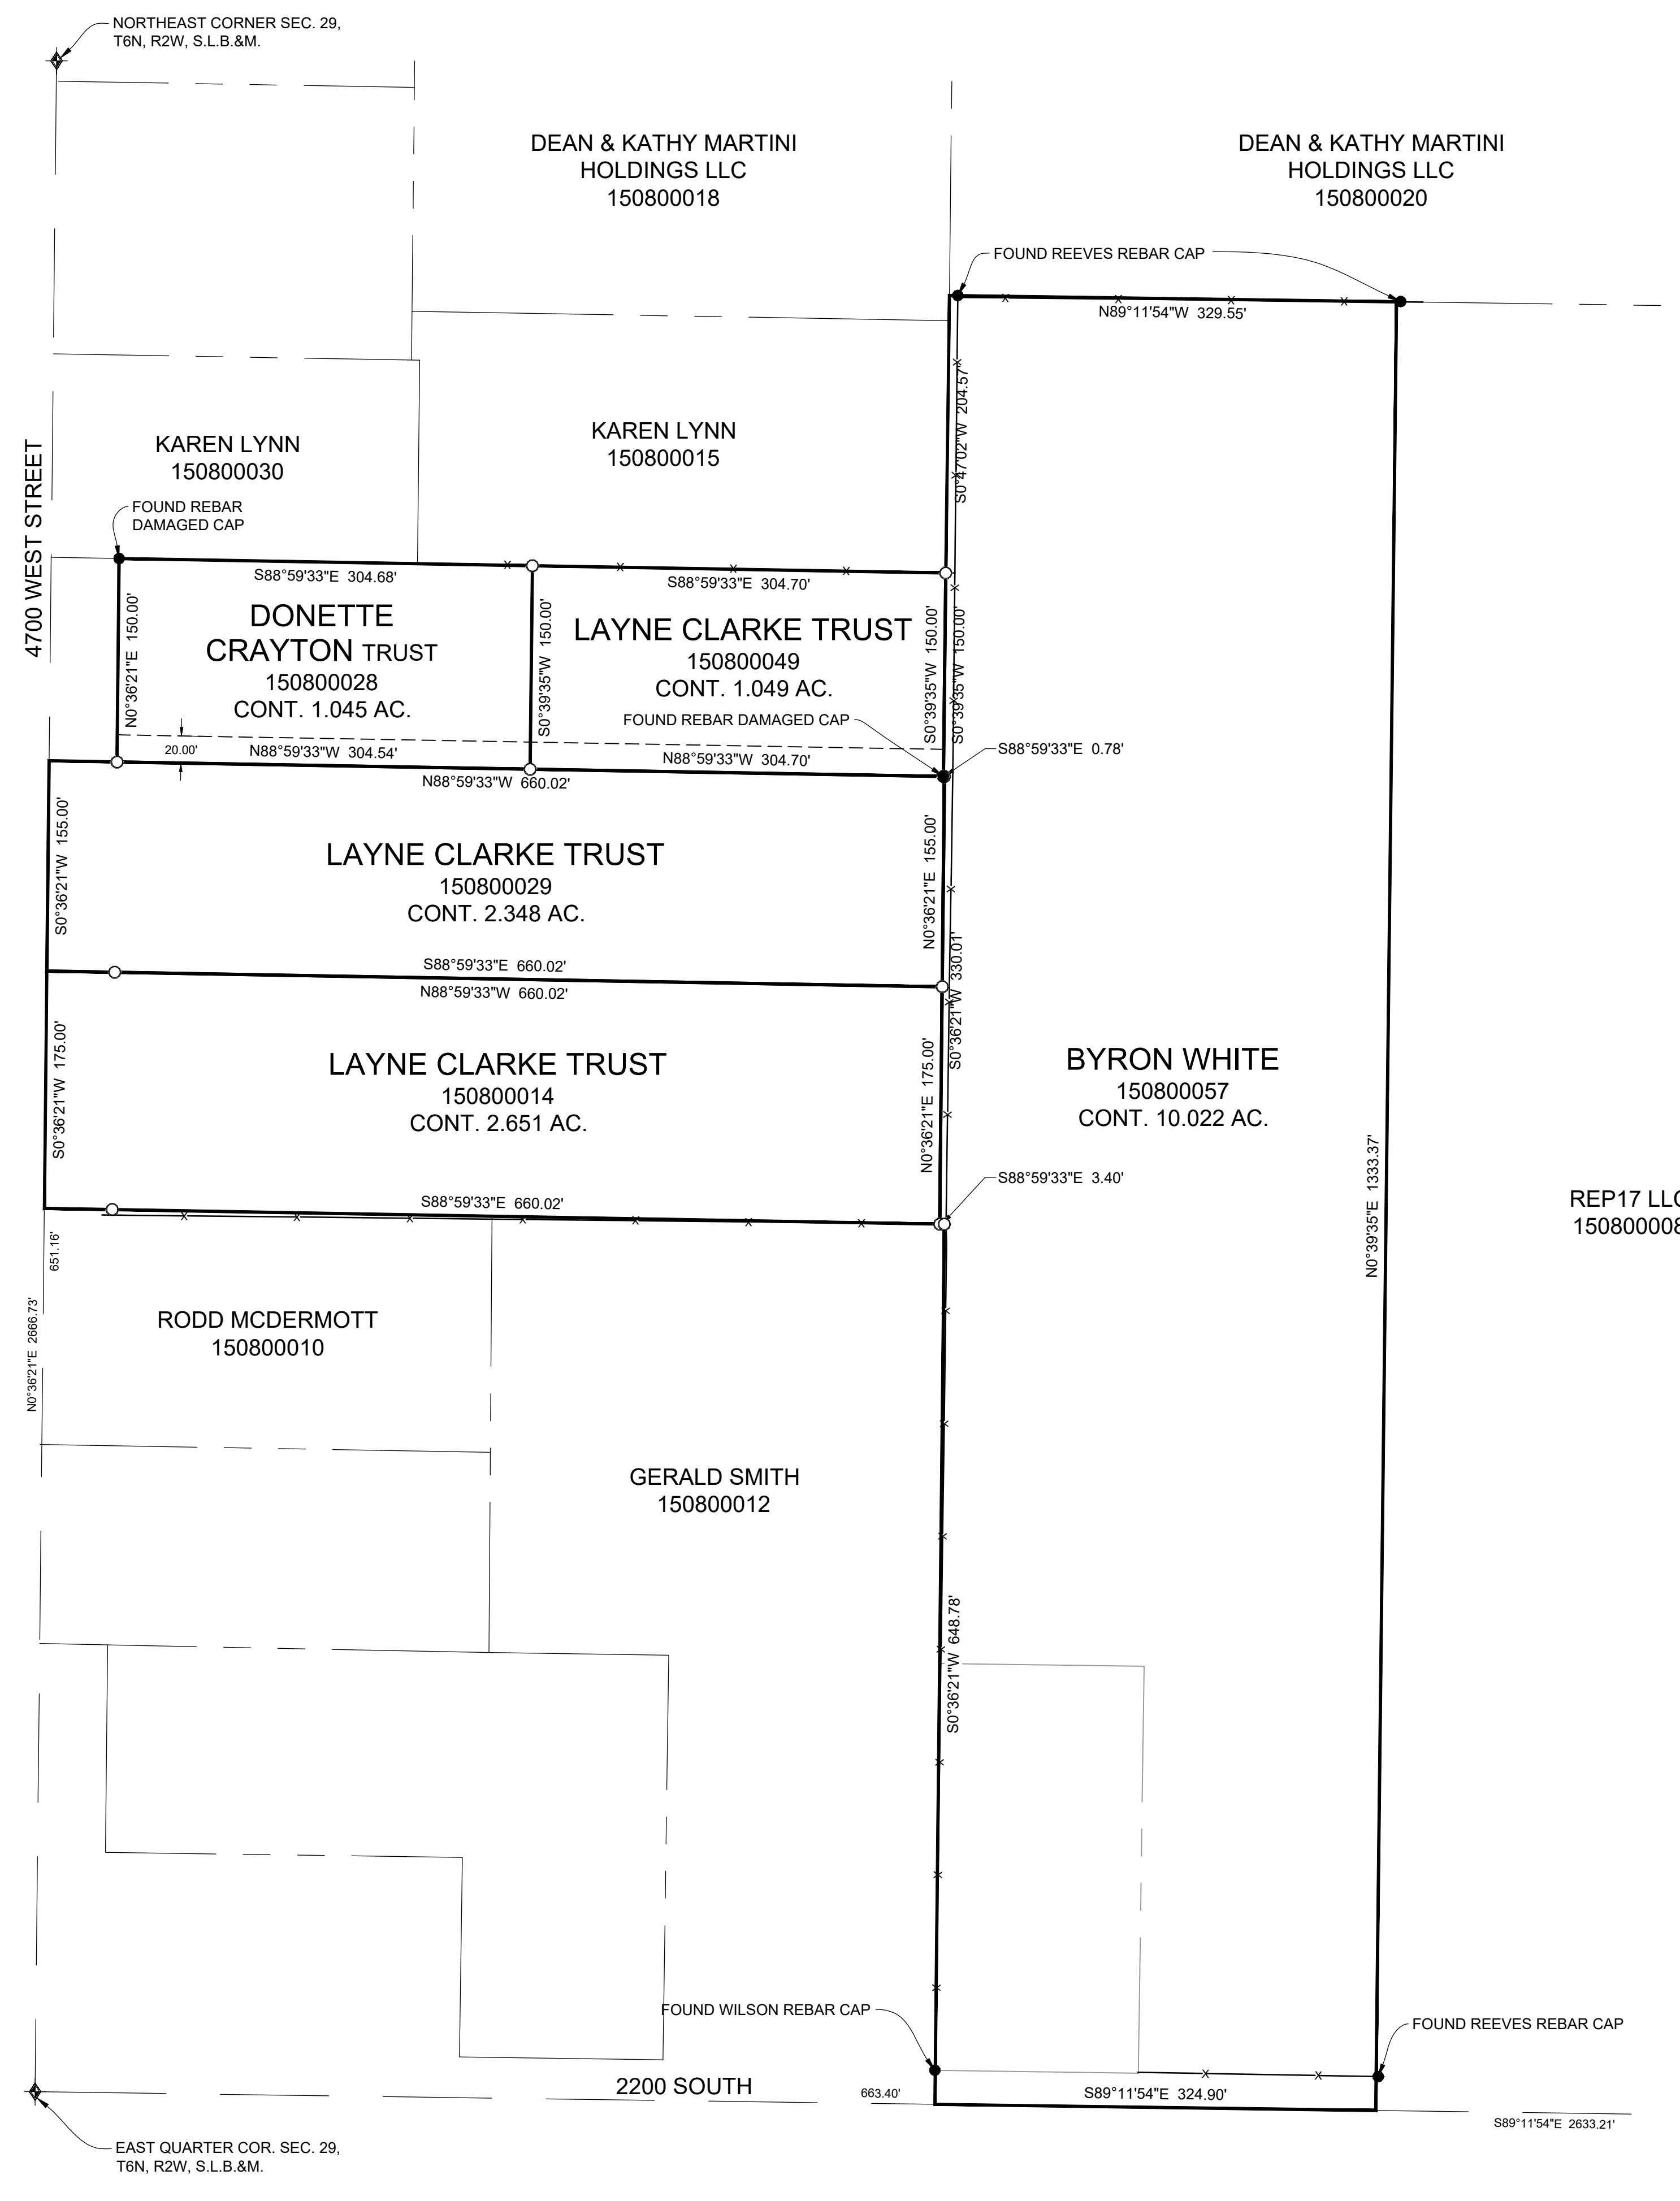 NORTHEAST CORNER SEC. 29,
T6N, R2W, S.L.B.&M.
DEAN & KATHY MARTINI
HOLDINGS LLC
150800018
DEAN & KATHY MARTINI
HOLDINGS LLC
150800020
FOUND REEVES REBAR CAP
N89°11'54"W 329.55'
S0°47'02"W 204.57'
4700 WEST STREET
KAREN LYNN
150800030
KAREN LYNN
150800015
FOUND REBAR
DAMAGED CAP
S88°59'33"E 304.68'
S88°59'33"E 304.70'
N0°36'21"E 150.00'
DONETTE
CRAYTON TRUST
150800028
CONT. 1.045 AC.
S0°39'35"W 150.00'
LAYNE CLARKE TRUST
150800049
CONT. 1.049 AC.
S0°39'35"W 150.00'
S0°39'35"W 150.00'
FOUND REBAR DAMAGED CAP
S88°59'33"E 0.78'
20.00'
N88°59'33"W 304.54'
N88°59'33"W 304.70'
N88°59'33"W 660.02'
S0°36'21"W 155.00'
LAYNE CLARKE TRUST
150800029
CONT. 2.348 AC.
N0°36'21"E 155.00'
S0°36'21"W 330.01'
S88°59'33"E 660.02'
N88°59'33"W 660.02'
S0°36'21"W 175.00'
LAYNE CLARKE TRUST
150800014
CONT. 2.651 AC.
N0°36'21"E 175.00'
BYRON WHITE
150800057
CONT. 10.022 AC.
S88°59'33"E 3.40'
N0°39'35"E 1333.37'
S88°59'33"E 660.02'
REP17 LLC
150800008
651.16'
N0°36'21"E 2666.73'
RODD MCDERMOTT
150800010
GERALD SMITH
150800012
S0°36'21"W 648.78'
FOUND WILSON REBAR CAP
FOUND REEVES REBAR CAP
2200 SOUTH
663.40'
S89°11'54"E 324.90'
S89°11'54"E 2633.21'
EAST QUARTER COR. SEC. 29,
T6N, R2W, S.L.B.&M.